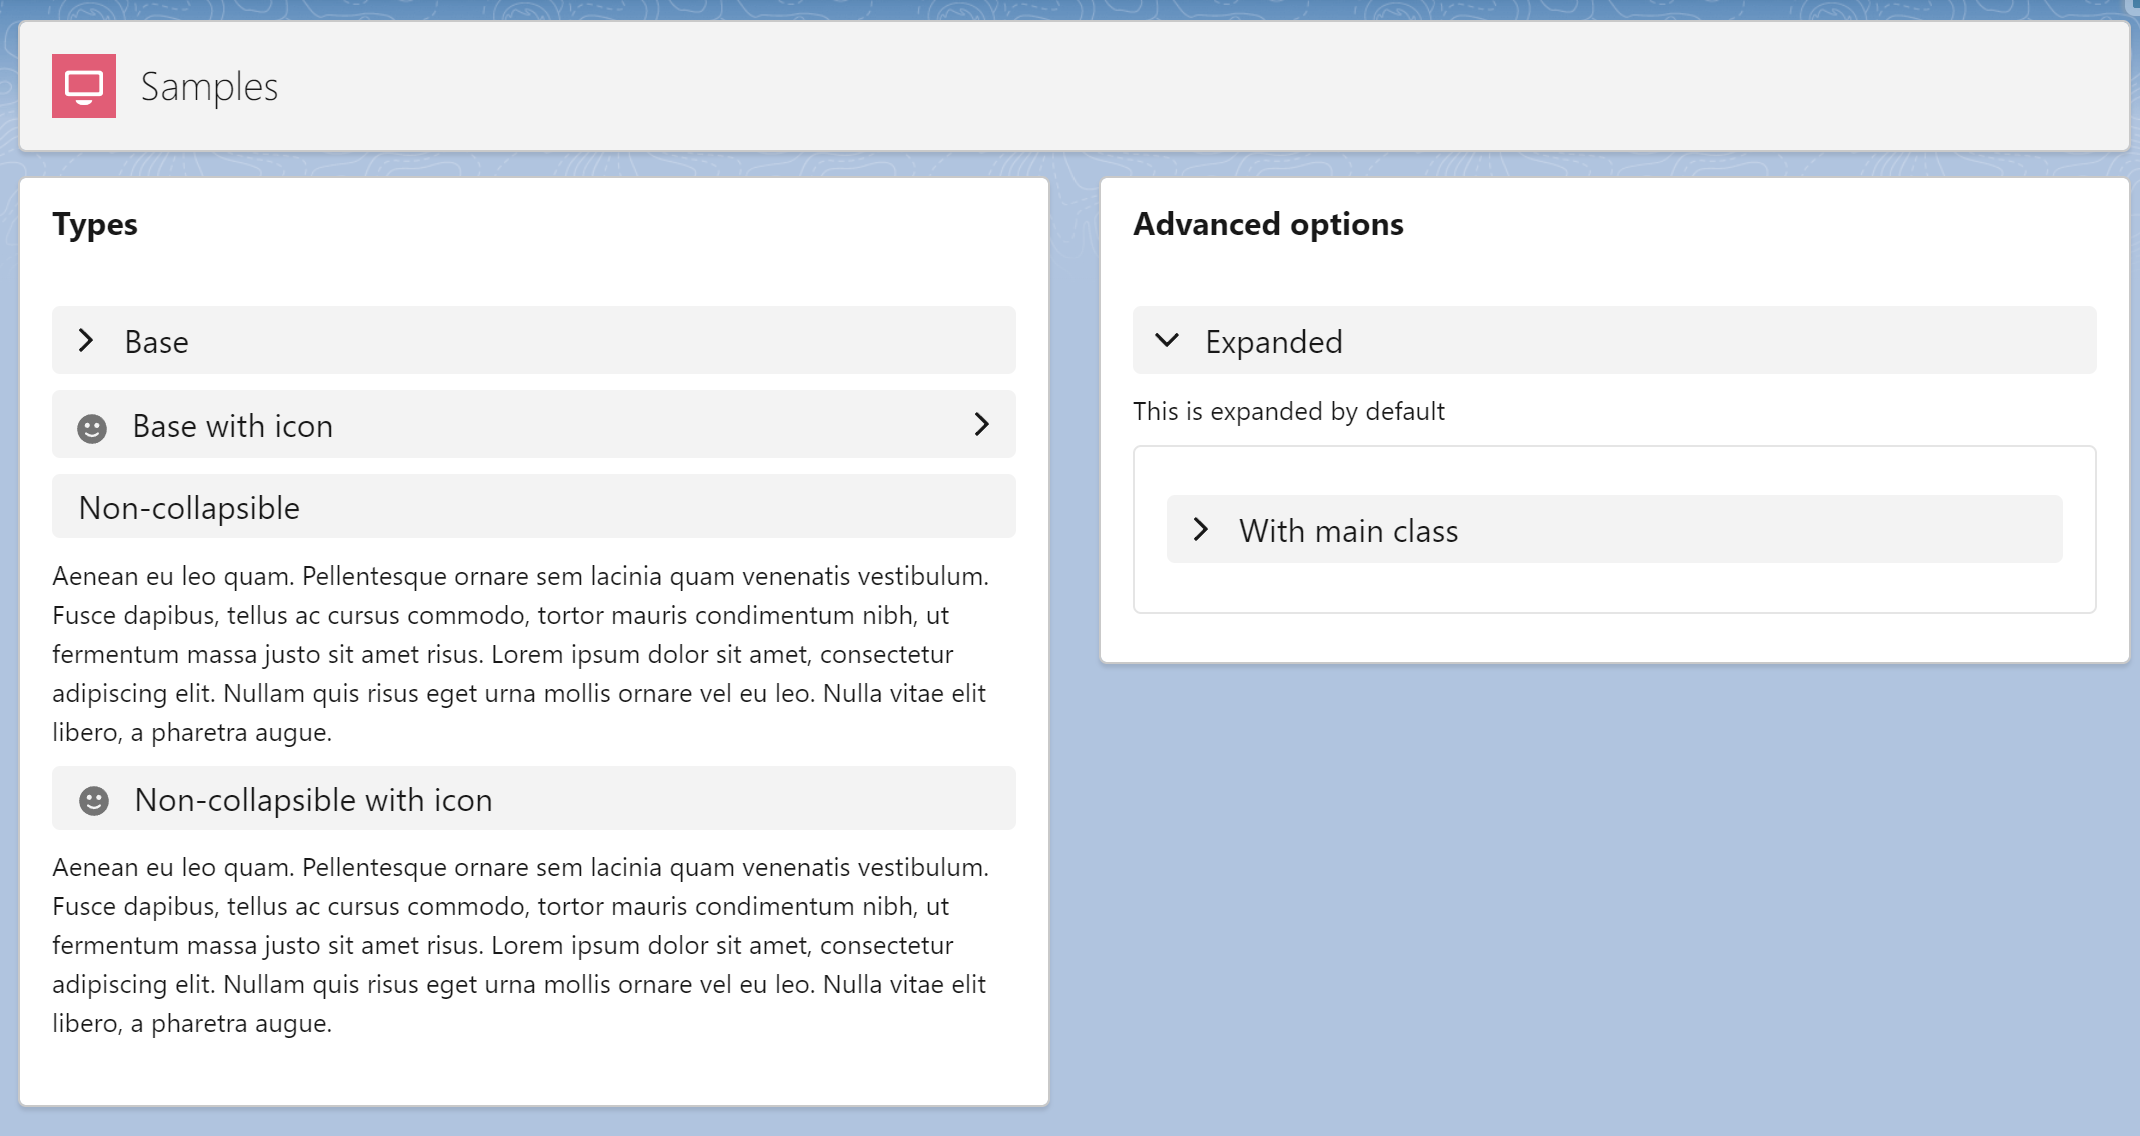 Samples
Types
Base
Base with icon
Non-collapsible
Aenean eu leo quam. Pellentesque ornare sem lacinia quam venenatis vestibulum.
Fusce dapibus, tellus ac cursus commodo, tortor mauris condimentum nibh, ut
fermentum massa justo sit amet risus. Lorem ipsum dolor sit amet, consectetur
adipiscing elit. Nullam quis risus eget urna mollis ornare vel eu leo. Nulla vitae elit
libero, a pharetra augue.
Non-collapsible with icon
Aenean eu leo quam. Pellentesque ornare sem lacinia quam venenatis vestibulum.
Fusce dapibus, tellus ac cursus commodo, tortor mauris condimentum nibh, ut
fermentum massa justo sit amet risus. Lorem ipsum dolor sit amet, consectetur
adipiscing elit. Nullam quis risus eget urna mollis ornare vel eu leo. Nulla vitae elit
libero, a pharetra augue.
Advanced options
Expanded
This is expanded by default
With main class